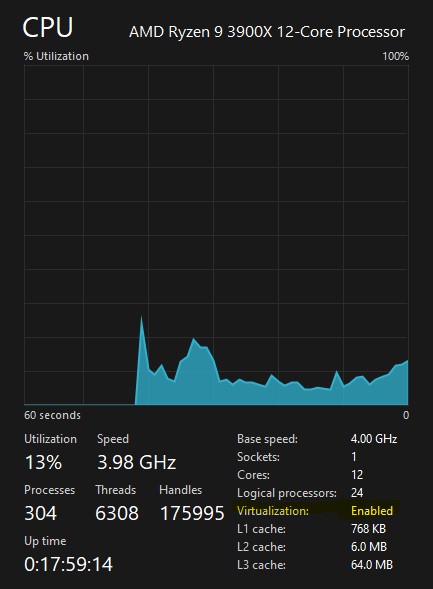 CPU AMD Ryzen 9 3900X 12-Core Processor
% Utilization 100%
60 seconds 0
Utilization Speed
13% 3.98 GHz
Processes Threads Handles
304 6308 175995
Up time
0:17:59:14
Base speed: 4.00 GHz
Sockets: 1
Cores: 12
Logical processors: 24
Virtualization: Enabled
L1 cache: 768 KB
L2 cache: 6.0 MB
L3 cache: 64.0 MB